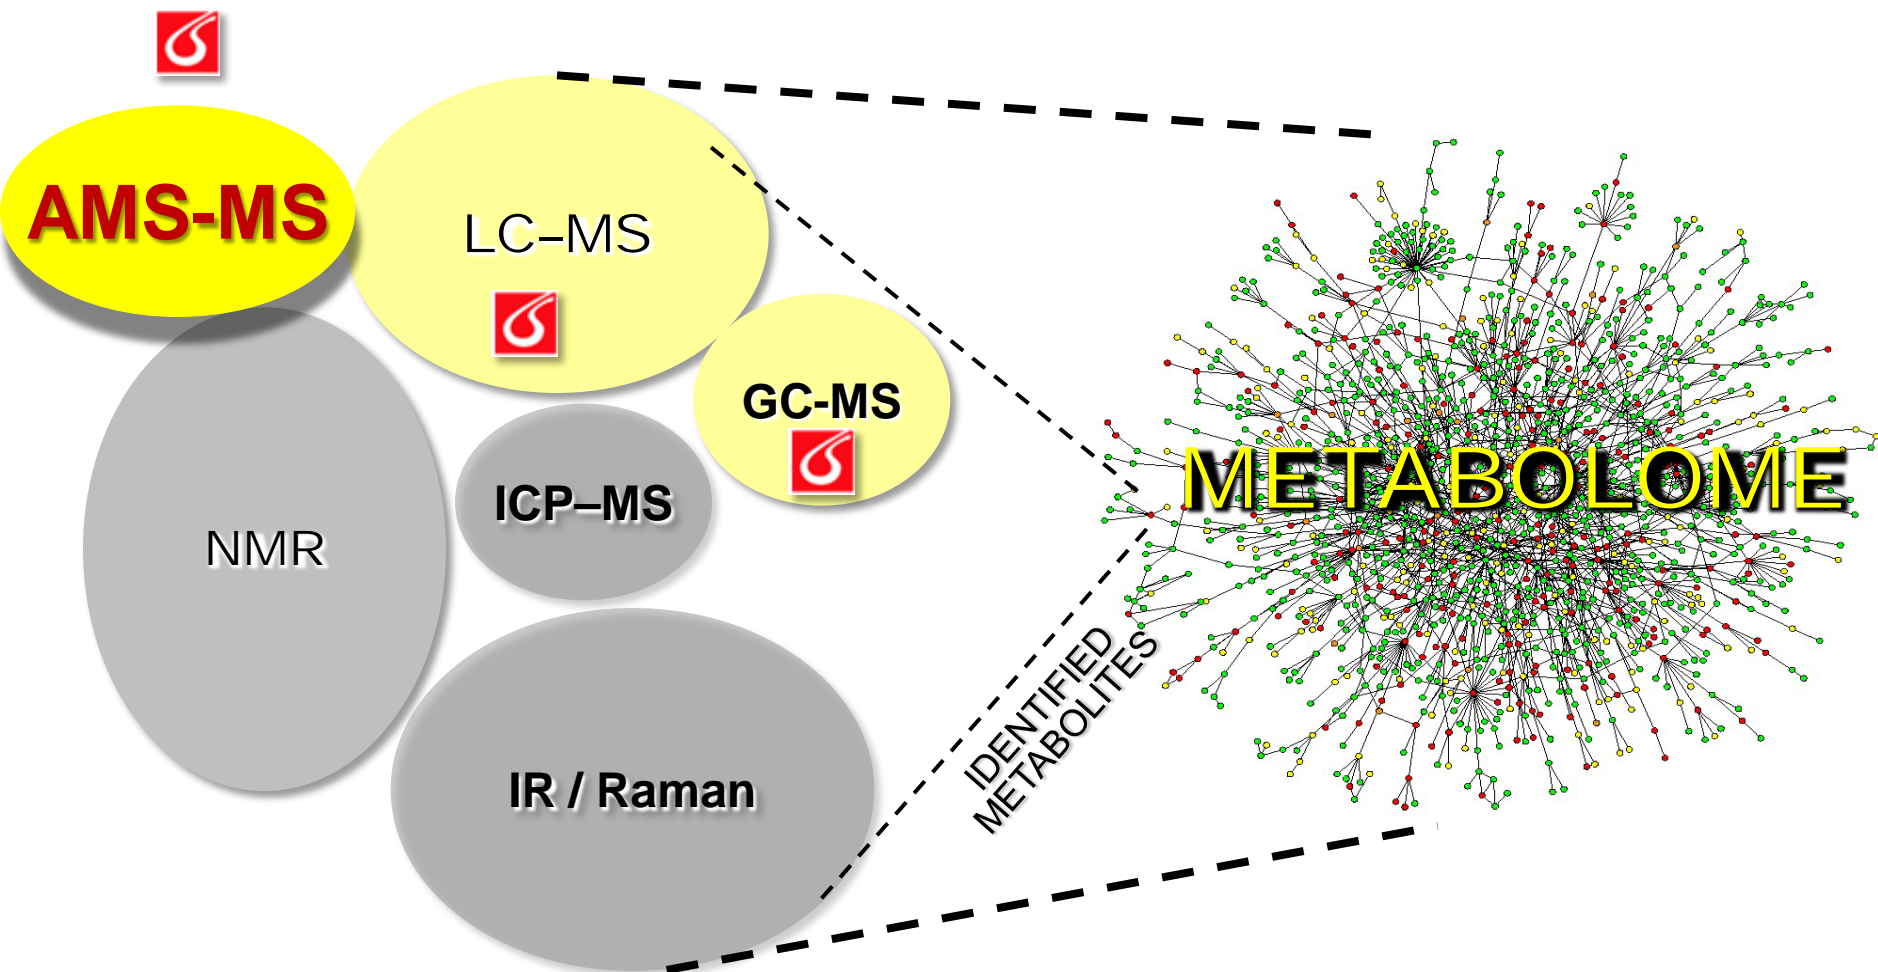 AMS-MS
LC–MS
GC-MS
ICP–MS
METABOLOME
NMR
IDENTIFIED
METABOLITES
IR / Raman